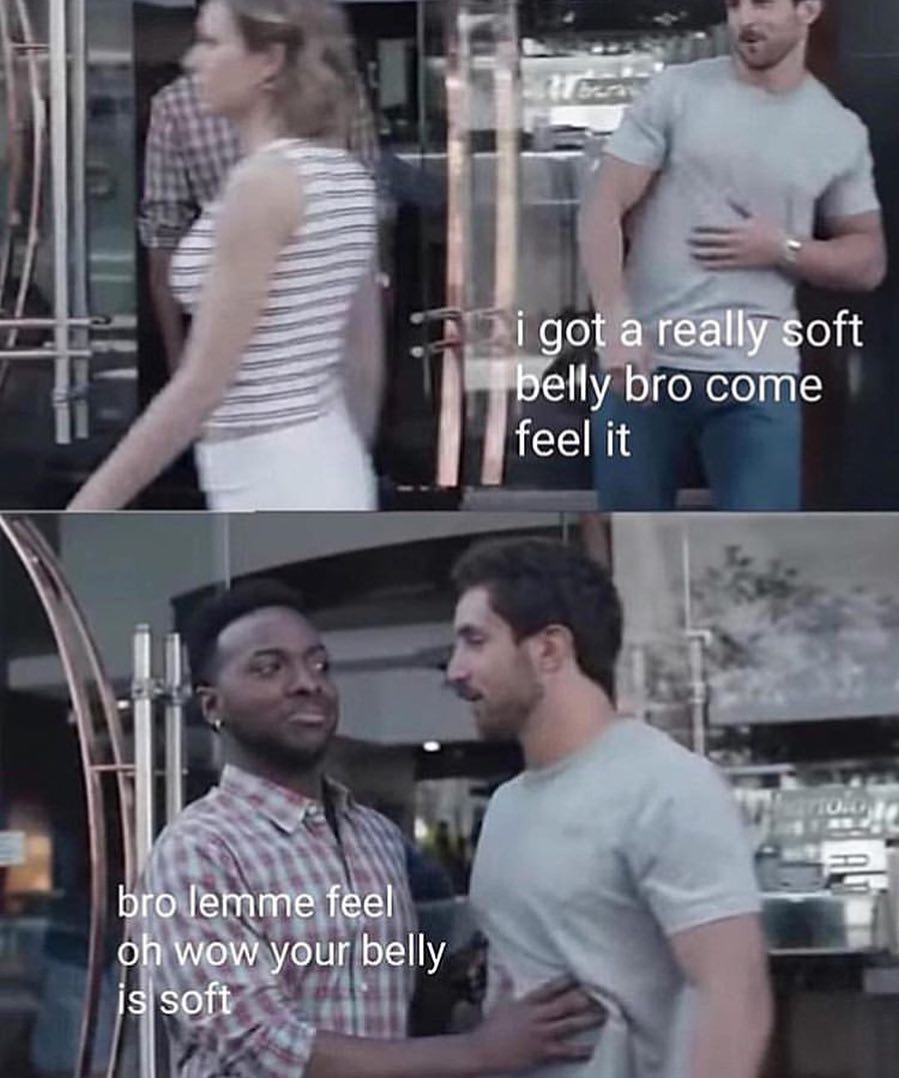 i got a really soft
belly bro come
feel it
bro lemme feel
oh wow your belly
is soft